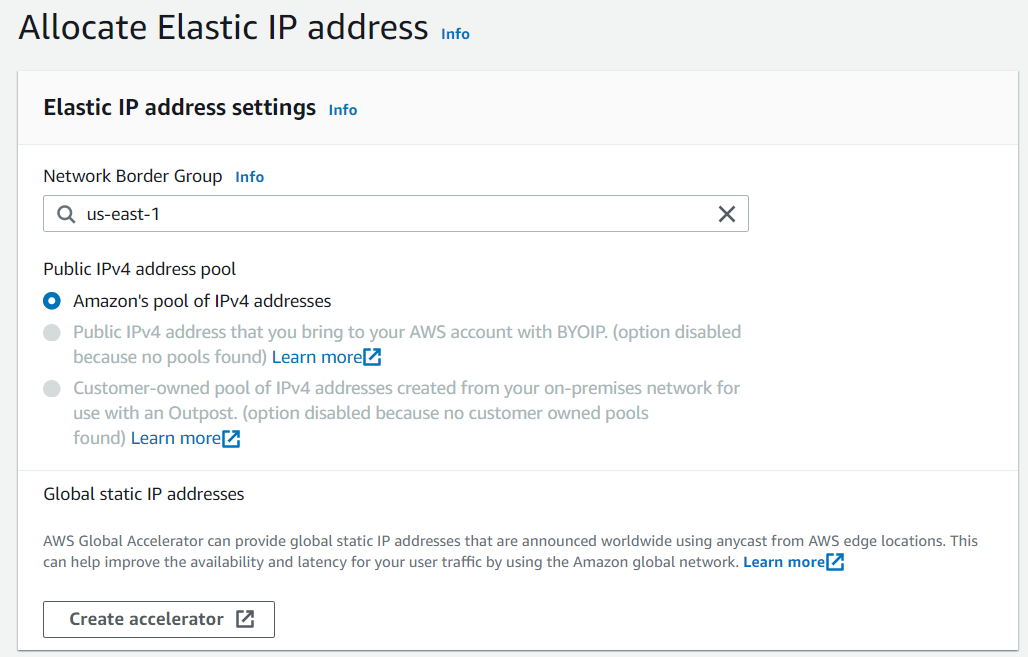 Allocate Elastic IP address Info
Elastic IP address settings Info
Network Border Group Info
us-east-1
Public IPv4 address pool
Amazon's pool of IPv4 addresses
Public IPv4 address that you bring to your AWS account with BYOIP. (option disabled
because no pools found) Learn more
Customer-owned pool of IPv4 addresses created from your on-premises network for
use with an Outpost. (option disabled because no customer owned pools
found) Learn more
Global static IP addresses
AWS Global Accelerator can provide global static IP addresses that are announced worldwide using anycast from AWS edge locations. This
can help improve the availability and latency for your user traffic by using the Amazon global network. Learn more
Create accelerator